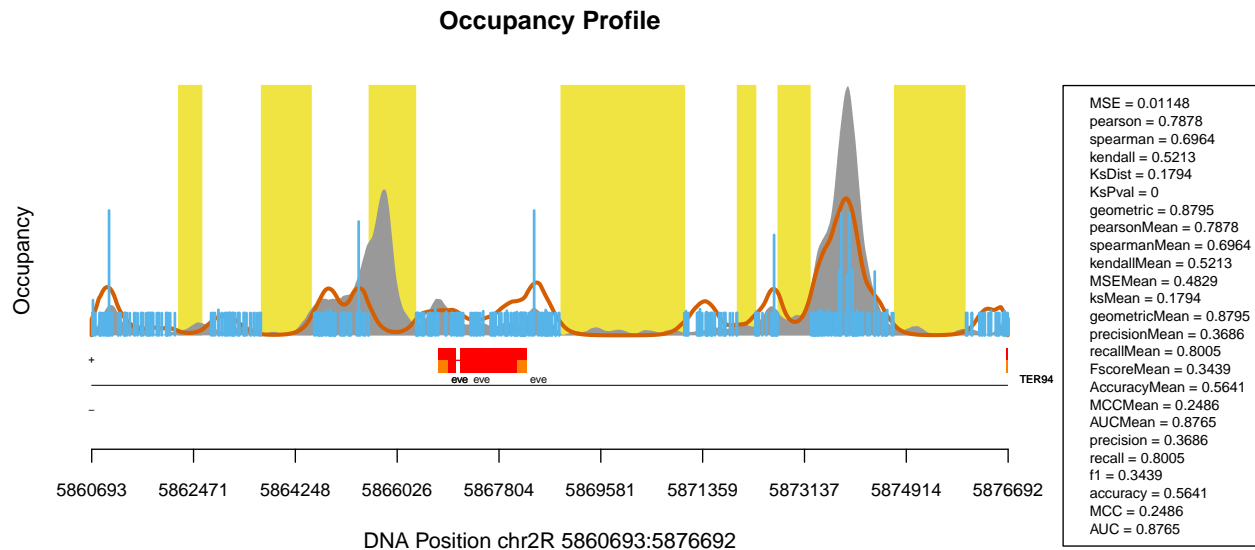 Occupancy Profile
Occupancy
+
eve eve eve
TER94
−
5860693 5862471 5864248 5866026 5867804 5869581 5871359 5873137 5874914 5876692
DNA Position chr2R 5860693:5876692
MSE = 0.01148
pearson = 0.7878
spearman = 0.6964
kendall = 0.5213
KsDist = 0.1794
KsPval = 0
geometric = 0.8795
pearsonMean = 0.7878
spearmanMean = 0.6964
kendallMean = 0.5213
MSEMean = 0.4829
ksMean = 0.1794
geometricMean = 0.8795
precisionMean = 0.3686
recallMean = 0.8005
FscoreMean = 0.3439
AccuracyMean = 0.5641
MCCMean = 0.2486
AUCMean = 0.8765
precision = 0.3686
recall = 0.8005
f1 = 0.3439
accuracy = 0.5641
MCC = 0.2486
AUC = 0.8765